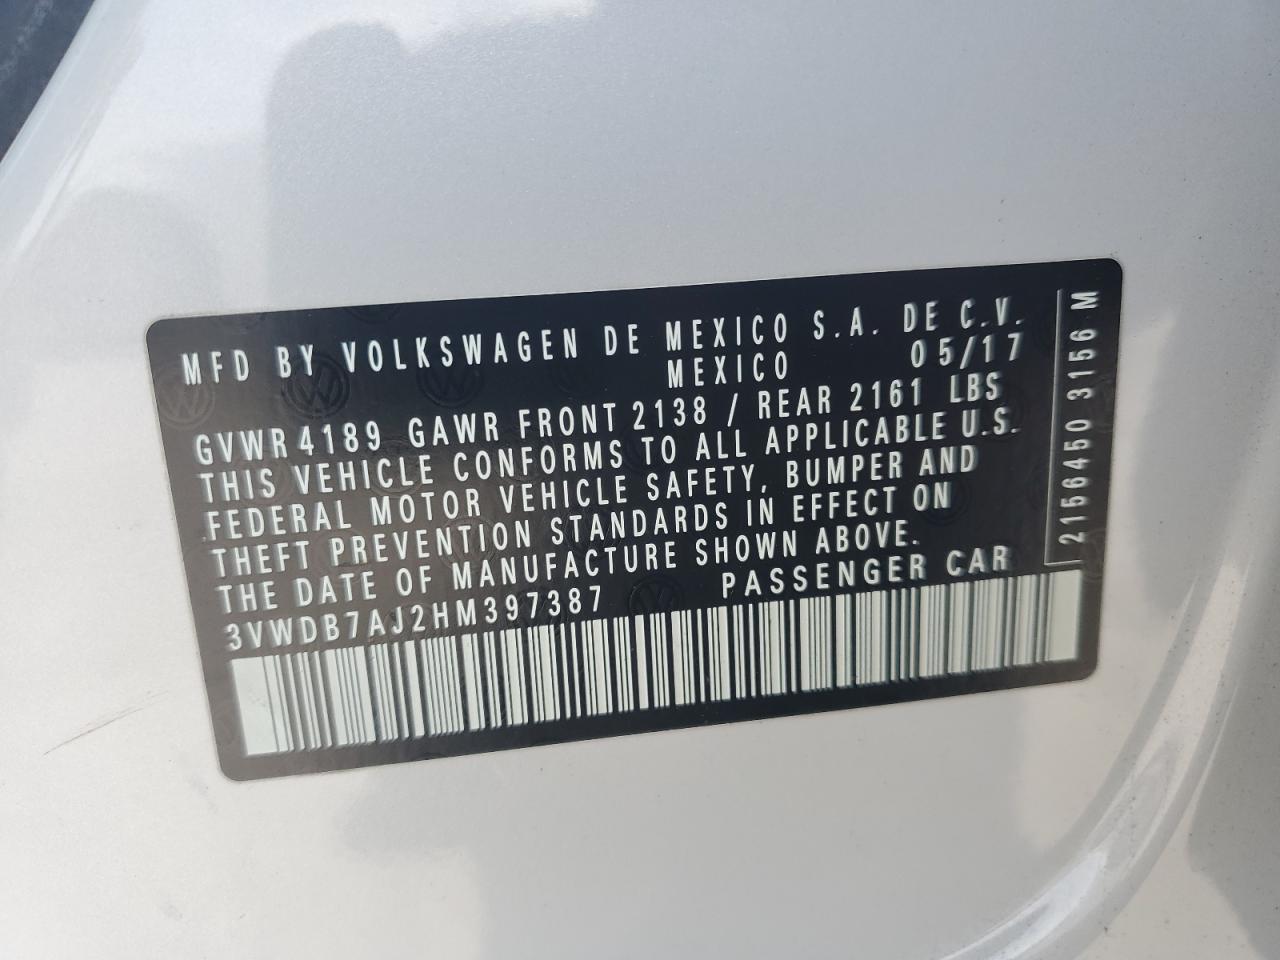 MFD BY VOLKSWAGEN DE MEXICO S.A. DE C.V.
MEXICO 05/17
GVWR 4189 GAWR FRONT 2138 / REAR 2161 LBS
THIS VEHICLE CONFORMS TO ALL APPLICABLE U.S.
FEDERAL MOTOR VEHICLE SAFETY, BUMPER AND
THEFT PREVENTION STANDARDS IN EFFECT ON
THE DATE OF MANUFACTURE SHOWN ABOVE.
3VWDB7AJ2HM397387 PASSENGER CAR
2156450 3156 M